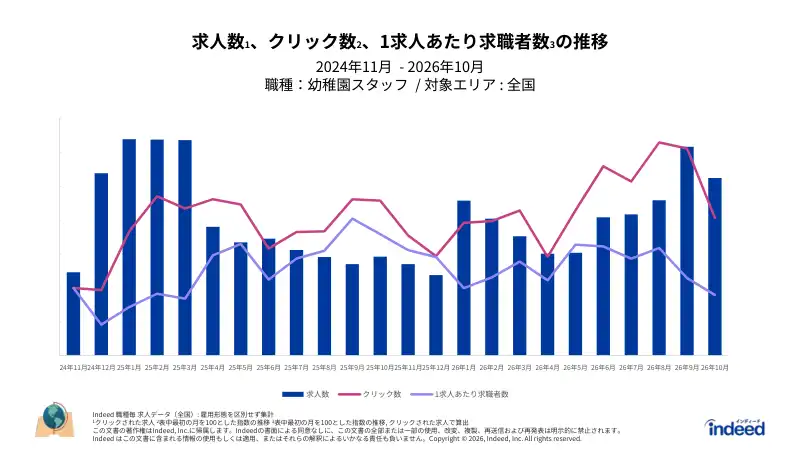 求人数1、クリック数2、1求人あたり求職者数3の推移
2024年11月 - 2026年10月
職種：幼稚園スタッフ / 対象エリア : 全国
24年11月 24年12月 25年1月 25年2月 25年3月 25年4月 25年5月 25年6月 25年7月 25年8月 25年9月 25年10月 25年11月 25年12月 26年1月 26年2月 26年3月 26年4月 26年5月 26年6月 26年7月 26年8月 26年9月 26年10月
求人数 クリック数 1求人あたり求職者数
Indeed 職種毎 求人データ（全国）: 雇用形態を区別せず集計
¹クリックされた求人 ²表中最初の月を100とした指数の推移 ³表中最初の月を100とした指数の推移, クリックされた求人で算出
この文書の著作権はIndeed, Inc.に帰属します。Indeedの書面による同意なしに、この文書の全部または一部の使用、改変、複製、再送信および再発表は明示的に禁止されます。
Indeed はこの文書に含まれる情報の使用もしくは適用、またはそれらの解釈によるいかなる責任も負いません。Copyright © 2026, Indeed, Inc. All rights reserved.
インディード
indeed